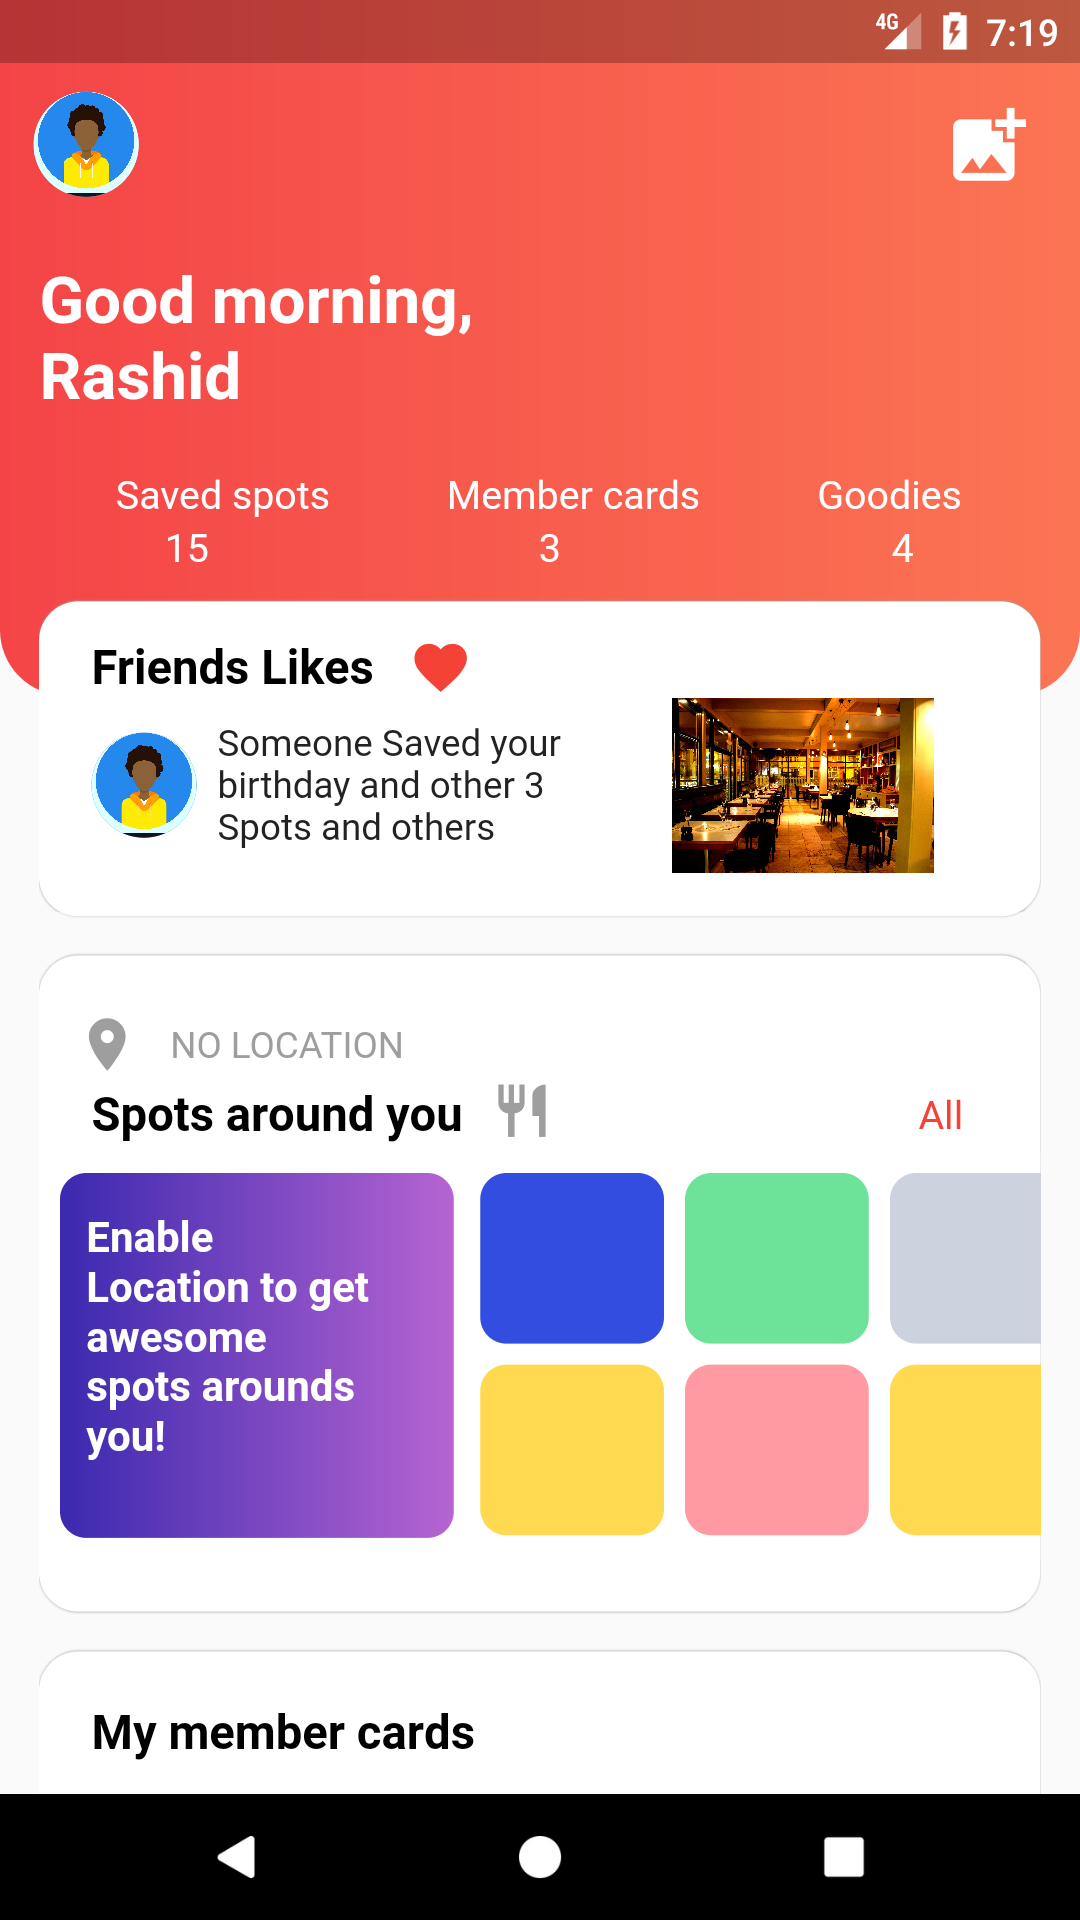 4G 7:19
Good morning,
Rashid
Saved spots Member cards Goodies
15 3 4
Friends Likes
Someone Saved your
birthday and other 3
Spots and others
NO LOCATION
Spots around you All
Enable
Location to get
awesome
spots arounds
you!
My member cards